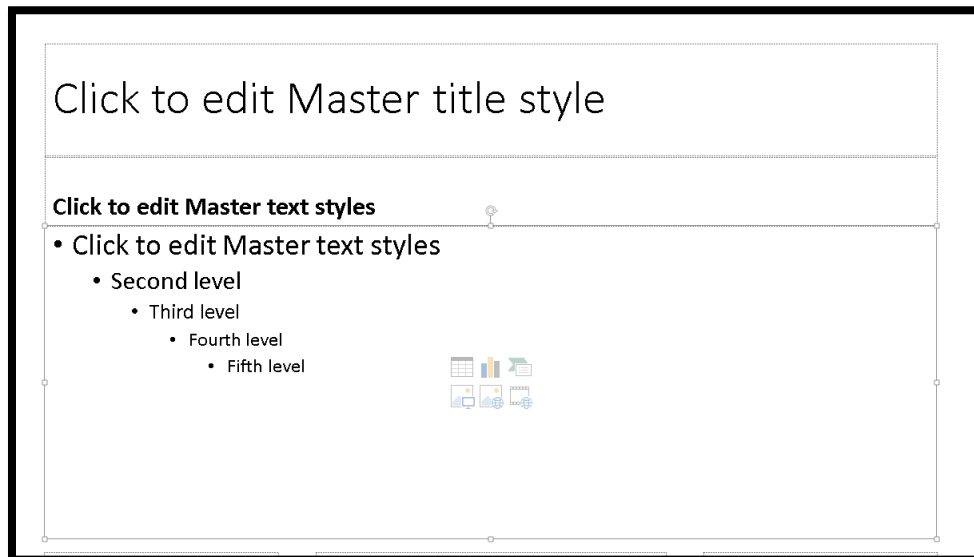 Click to edit Master title style
Click to edit Master text styles
• Click to edit Master text styles
• Second level
• Third level
• Fourth level
• Fifth level